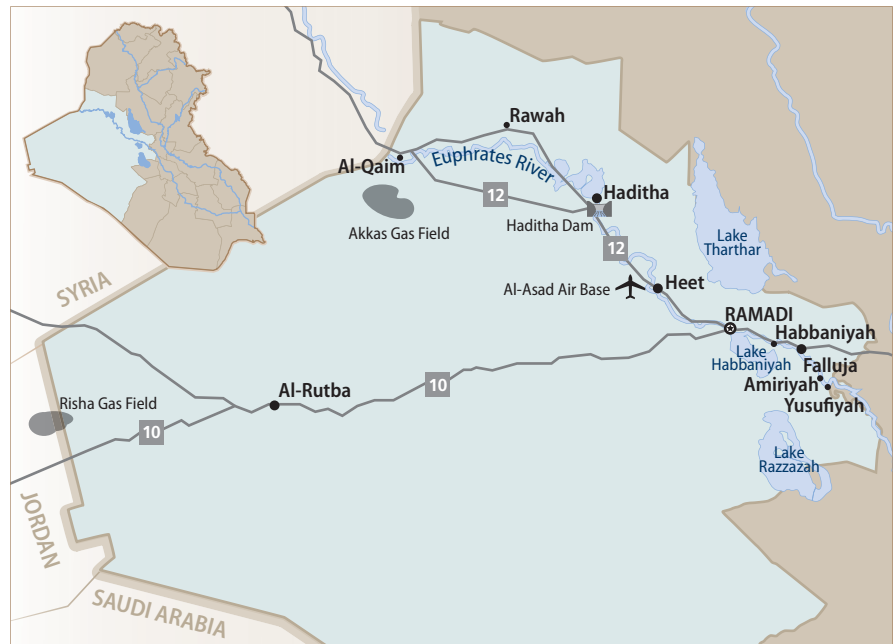 Rawah
Al-Qaim
Euphrates River
12
Haditha
Akkas Gas Field
Haditha Dam
Lake
Tharthar
12
SYRIA
Al-Asad Air Base
Heet
RAMADI
Habbaniyah
Lake
Habbaniyah
Falluja
Amiriyah
Yusufiyah
10
Al-Rutba
Risha Gas Field
10
Lake
Razzazah
JORDAN
SAUDI ARABIA